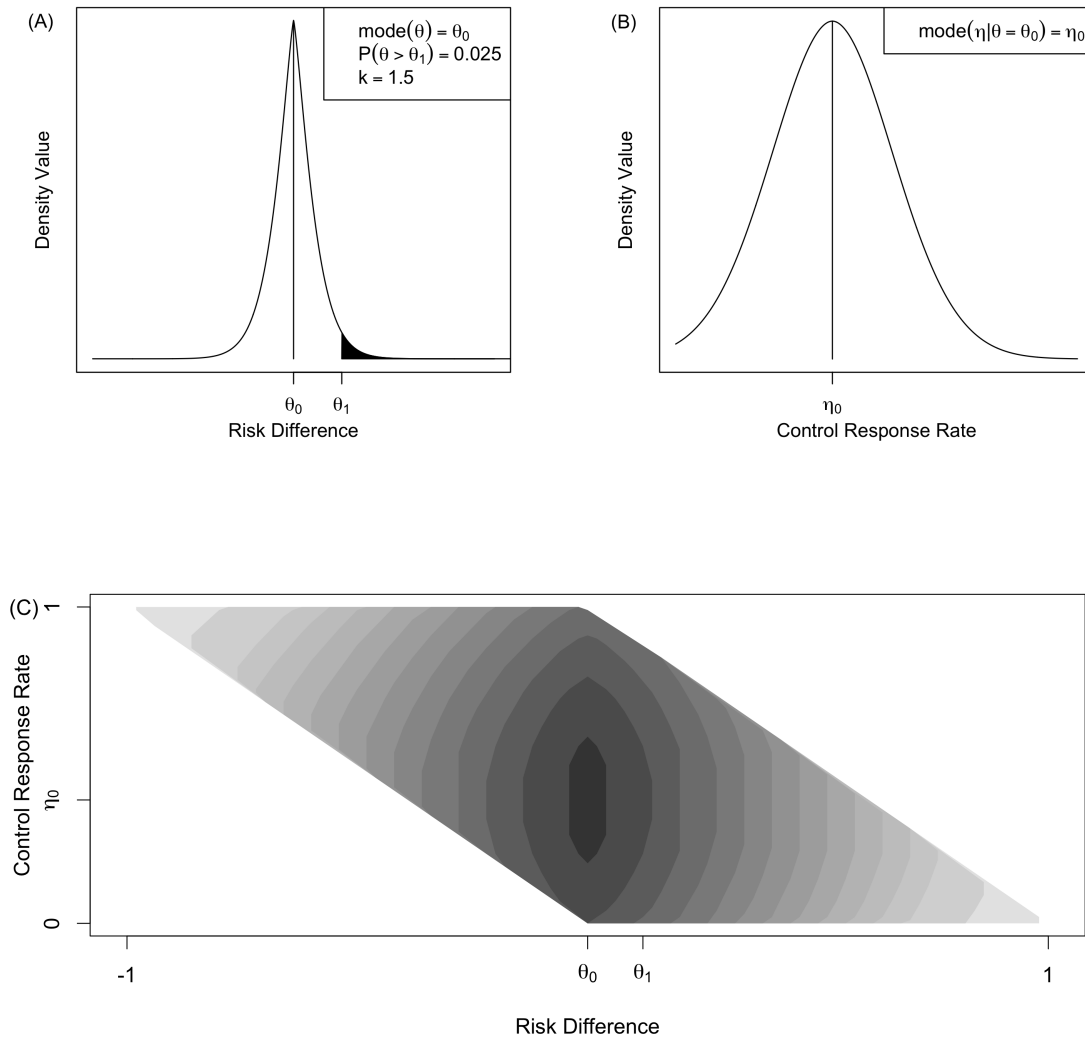 (A)
mode(θ) = θ₀
P(θ > θ₁) = 0.025
k = 1.5
Density Value
θ₀ θ₁
Risk Difference
(B)
mode(η|θ = θ₀) = η₀
Density Value
η₀
Control Response Rate
(C)
1
η₀
0
Control Response Rate
-1 θ₀ θ₁ 1
Risk Difference